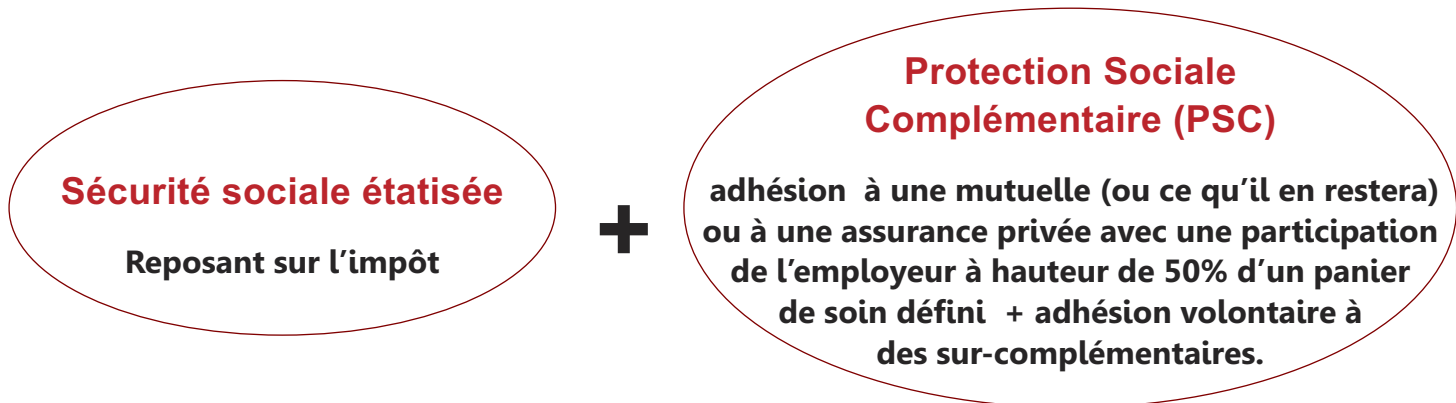 Sécurité sociale étatisée
Reposant sur l’impôt
+
Protection Sociale
Complémentaire (PSC)
adhésion à une mutuelle (ou ce qu’il en restera)
ou à une assurance privée avec une participation
de l’employeur à hauteur de 50% d’un panier
de soin défini + adhésion volontaire à
des sur-complémentaires.